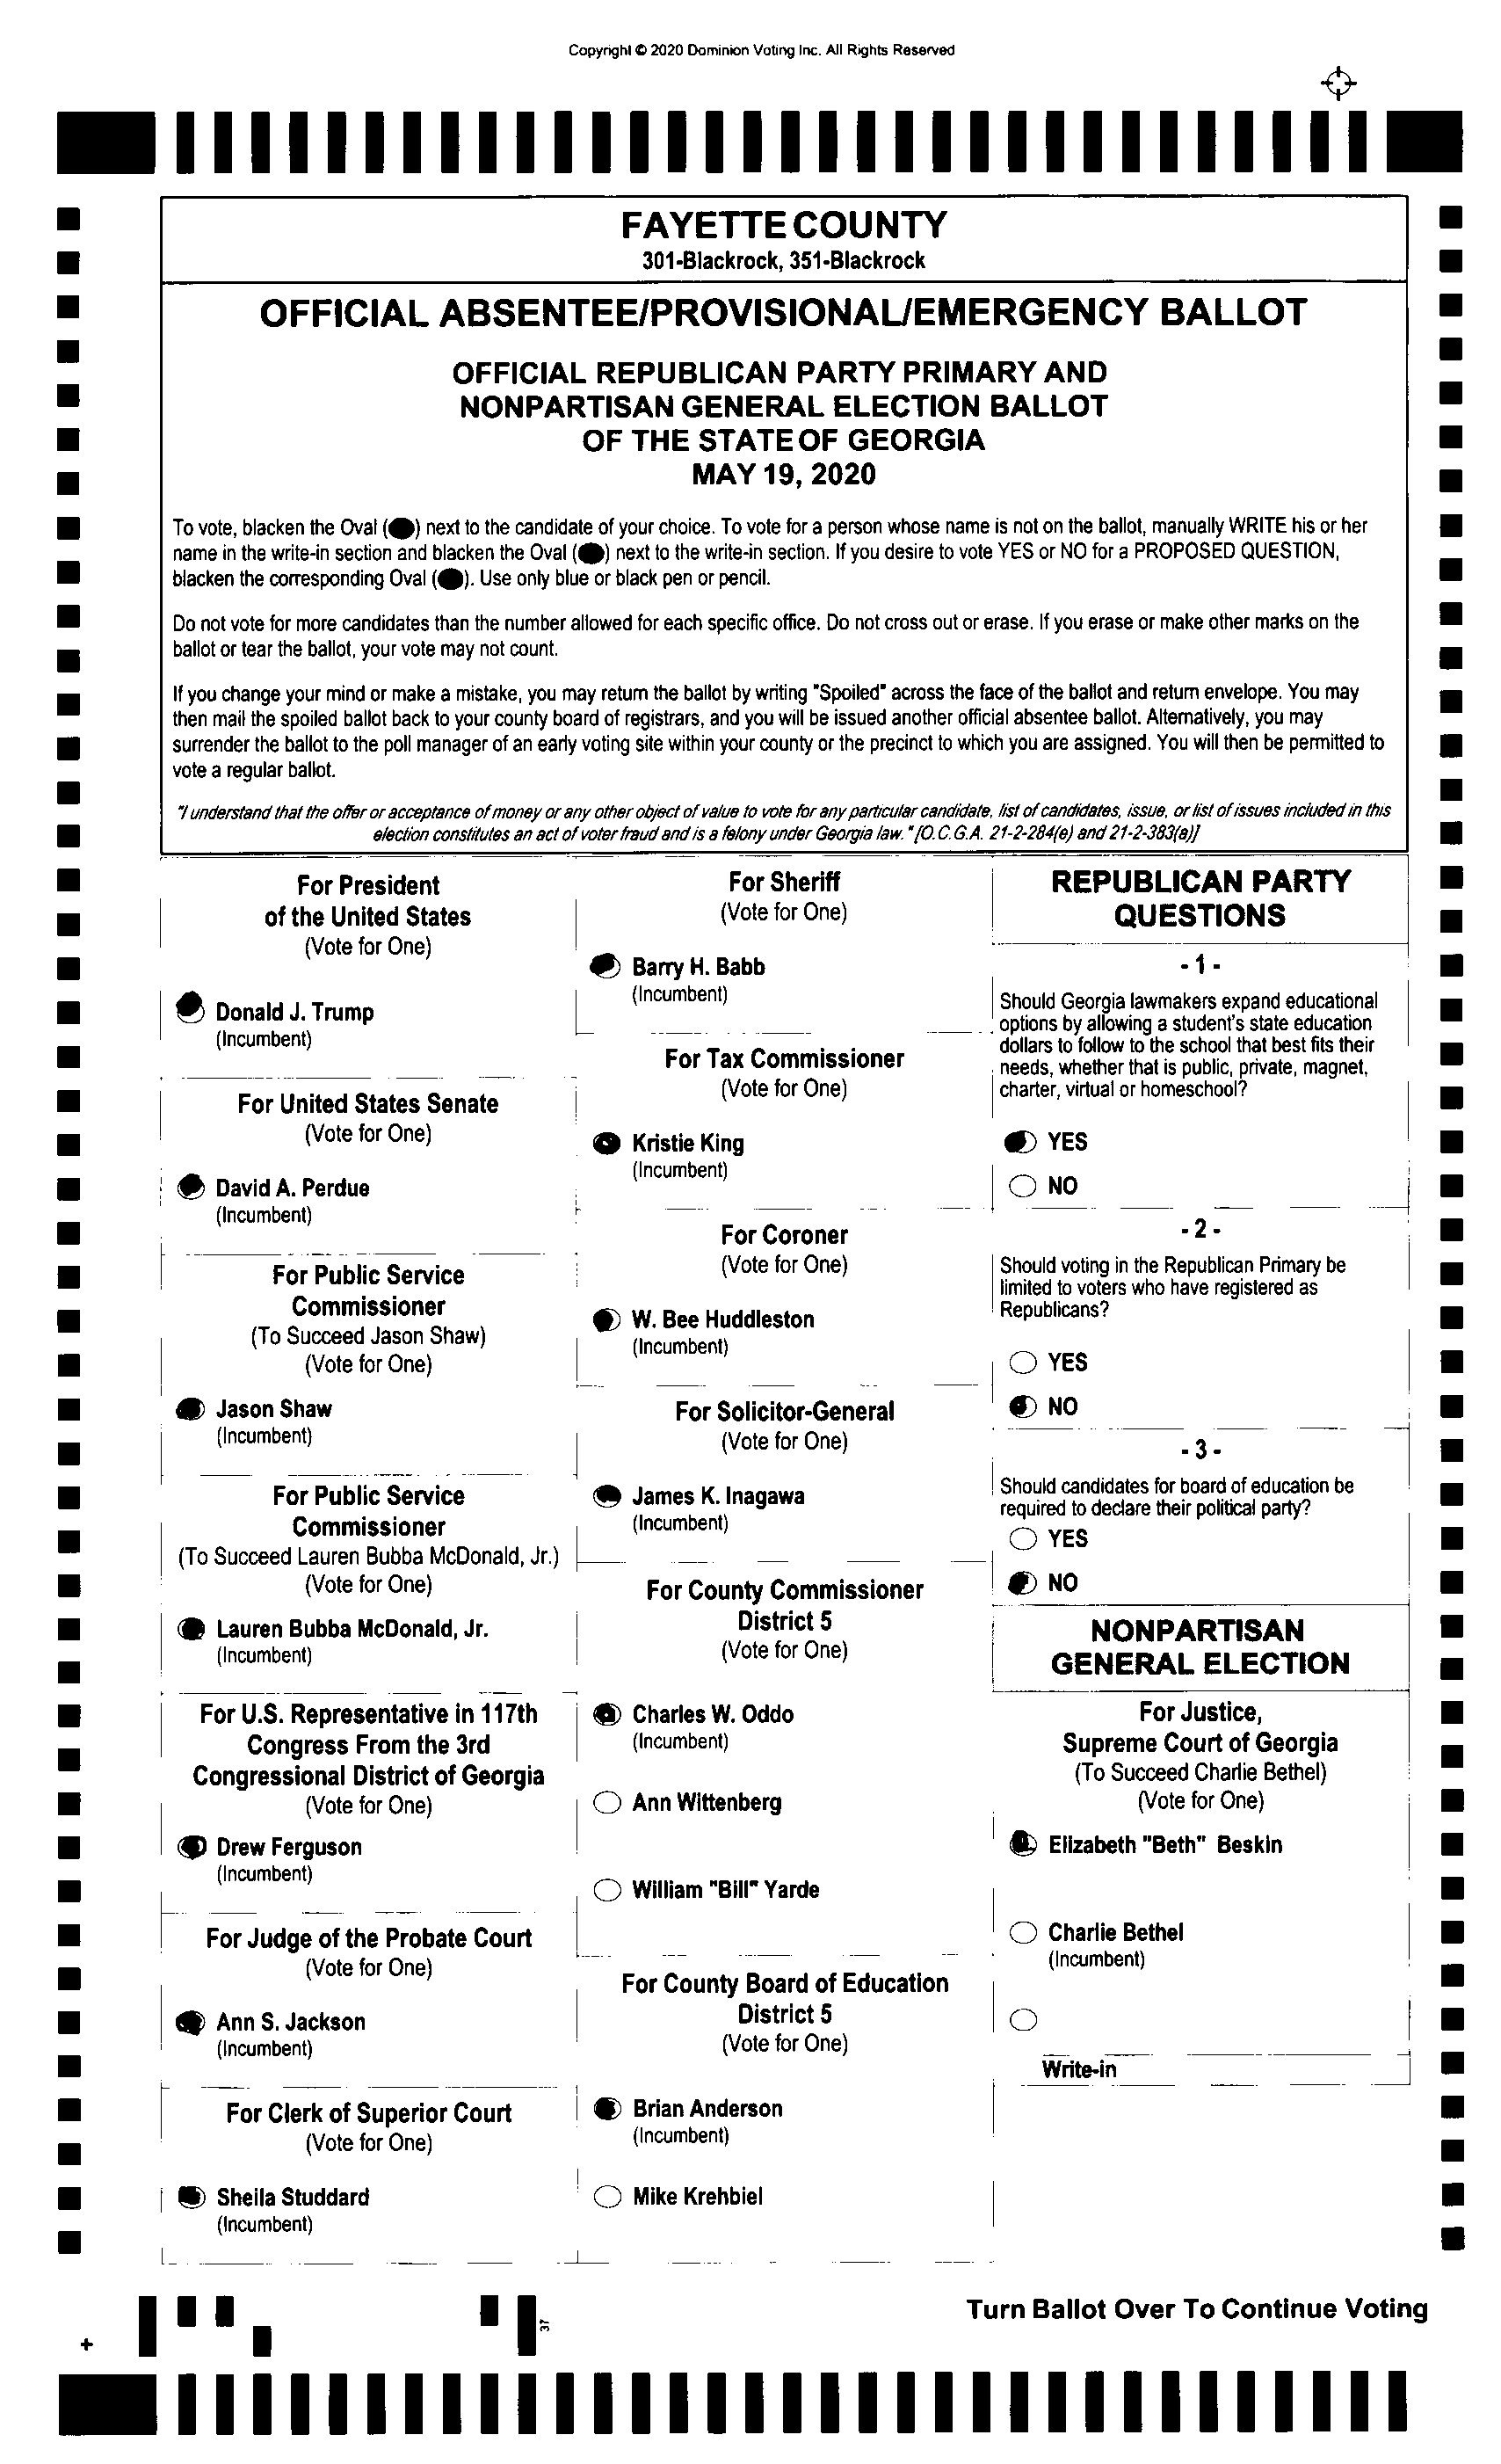 Copyright © 2020 Dominion Voting Inc. All Rights Reserved
FAYETTE COUNTY
301-Blackrock, 351-Blackrock
OFFICIAL ABSENTEE/PROVISIONAL/EMERGENCY BALLOT
OFFICIAL REPUBLICAN PARTY PRIMARY AND
NONPARTISAN GENERAL ELECTION BALLOT
OF THE STATE OF GEORGIA
MAY 19, 2020
To vote, blacken the Oval (⬬) next to the candidate of your choice. To vote for a person whose name is not on the ballot, manually WRITE his or her
name in the write-in section and blacken the Oval (⬬) next to the write-in section. If you desire to vote YES or NO for a PROPOSED QUESTION,
blacken the corresponding Oval (⬬). Use only blue or black pen or pencil.
Do not vote for more candidates than the number allowed for each specific office. Do not cross out or erase. If you erase or make other marks on the
ballot or tear the ballot, your vote may not count.
If you change your mind or make a mistake, you may return the ballot by writing "Spoiled" across the face of the ballot and return envelope. You may
then mail the spoiled ballot back to your county board of registrars, and you will be issued another official absentee ballot. Alternatively, you may
surrender the ballot to the poll manager of an early voting site within your county or the precinct to which you are assigned. You will then be permitted to
vote a regular ballot.
"I understand that the offer or acceptance of money or any other object of value to vote for any particular candidate, list of candidates, issue, or list of issues included in this
election constitutes an act of voter fraud and is a felony under Georgia law." [O.C.G.A. 21-2-284(e) and 21-2-383(a)]
For President
of the United States
(Vote for One)
Donald J. Trump
(Incumbent)
For United States Senate
(Vote for One)
David A. Perdue
(Incumbent)
For Public Service
Commissioner
(To Succeed Jason Shaw)
(Vote for One)
Jason Shaw
(Incumbent)
For Public Service
Commissioner
(To Succeed Lauren Bubba McDonald, Jr.)
(Vote for One)
Lauren Bubba McDonald, Jr.
(Incumbent)
For U.S. Representative in 117th
Congress From the 3rd
Congressional District of Georgia
(Vote for One)
Drew Ferguson
(Incumbent)
For Judge of the Probate Court
(Vote for One)
Ann S. Jackson
(Incumbent)
For Clerk of Superior Court
(Vote for One)
Sheila Studdard
(Incumbent)
For Sheriff
(Vote for One)
Barry H. Babb
(Incumbent)
For Tax Commissioner
(Vote for One)
Kristie King
(Incumbent)
For Coroner
(Vote for One)
W. Bee Huddleston
(Incumbent)
For Solicitor-General
(Vote for One)
James K. Inagawa
(Incumbent)
For County Commissioner
District 5
(Vote for One)
Charles W. Oddo
(Incumbent)
Ann Wittenberg
William "Bill" Yarde
For County Board of Education
District 5
(Vote for One)
Brian Anderson
(Incumbent)
Mike Krehbiel
REPUBLICAN PARTY
QUESTIONS
- 1 -
Should Georgia lawmakers expand educational
options by allowing a student's state education
dollars to follow to the school that best fits their
needs, whether that is public, private, magnet,
charter, virtual or homeschool?
YES
NO
- 2 -
Should voting in the Republican Primary be
limited to voters who have registered as
Republicans?
YES
NO
- 3 -
Should candidates for board of education be
required to declare their political party?
YES
NO
NONPARTISAN
GENERAL ELECTION
For Justice,
Supreme Court of Georgia
(To Succeed Charlie Bethel)
(Vote for One)
Elizabeth "Beth" Beskin
Charlie Bethel
(Incumbent)
Write-in
Turn Ballot Over To Continue Voting
37